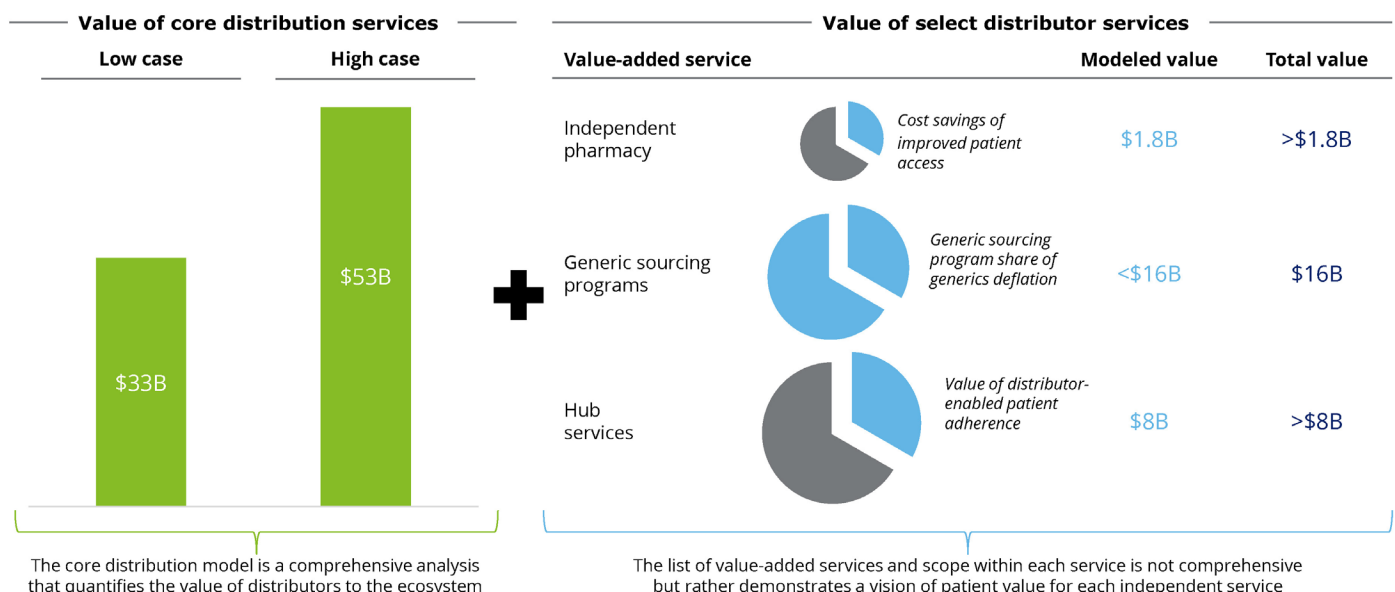 Value of core distribution services
Low case
High case
$33B
$53B
The core distribution model is a comprehensive analysis
that quantifies the value of distributors to the ecosystem
Value of select distributor services
Value-added service
Modeled value
Total value
Independent
pharmacy
Cost savings of
improved patient
access
$1.8B
>$1.8B
Generic sourcing
programs
Generic sourcing
program share of
generics deflation
<$16B
$16B
Hub
services
Value of distributor-
enabled patient
adherence
$8B
>$8B
The list of value-added services and scope within each service is not comprehensive
but rather demonstrates a vision of patient value for each independent service